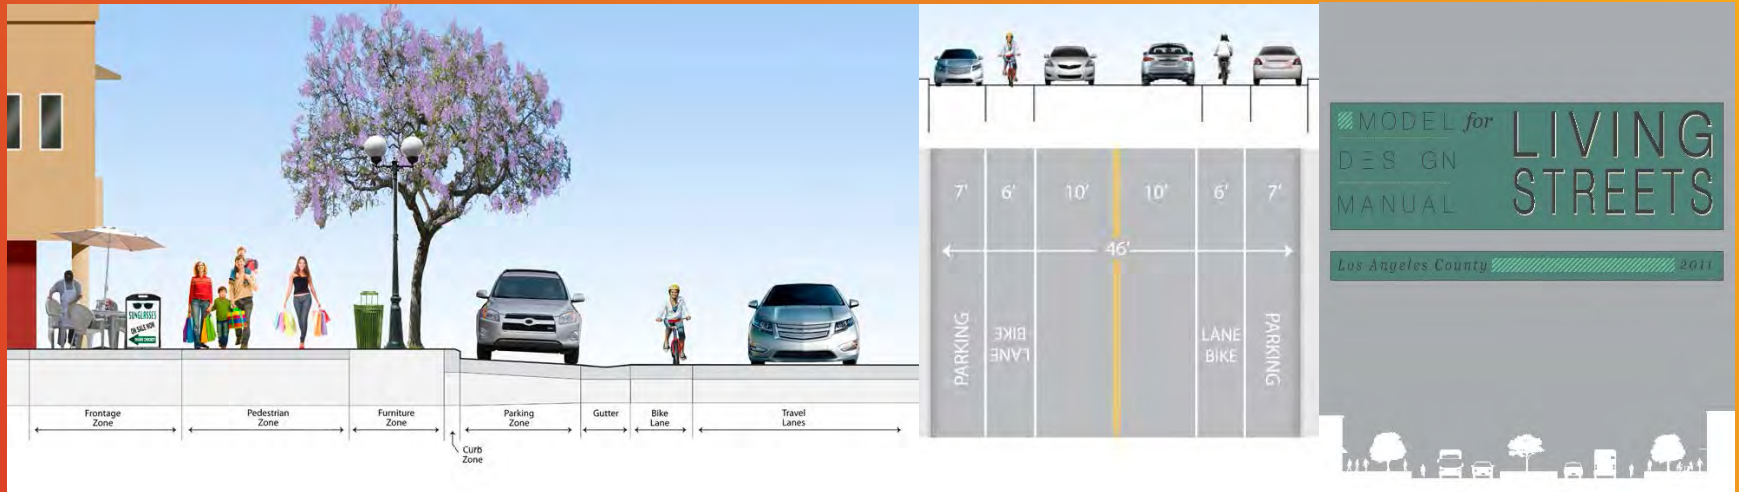 SUNGLASSES
ON SALE NOW
Frontage
Zone
Pedestrian
Zone
Furniture
Zone
Curb
Zone
Parking
Zone
Gutter
Bike
Lane
Travel
Lanes
7' 6' 10' 10' 6' 7'
46'
PARKING
BIKE
LANE
LANE
BIKE
PARKING
MODEL for
DES GN
MANUAL
LIVING
STREETS
Los Angeles County 2011